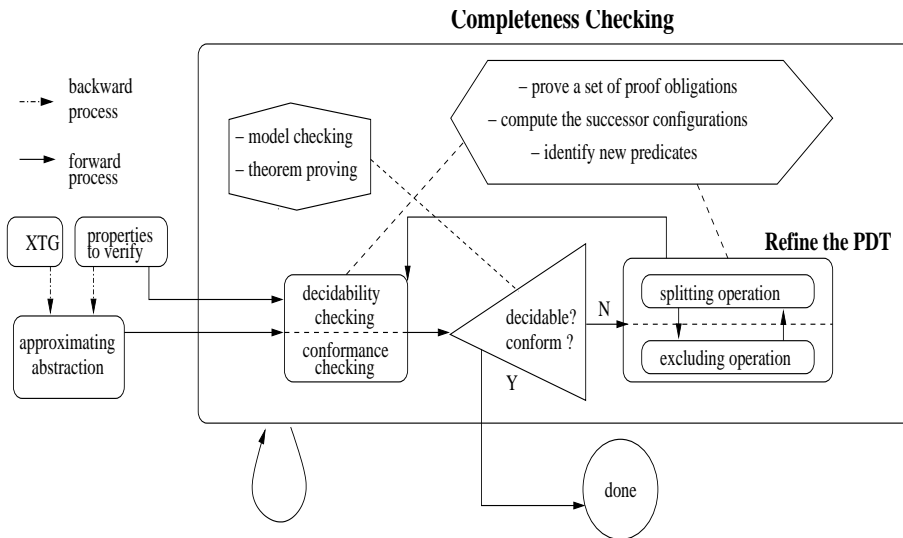 Completeness Checking
backward
process
forward
process
– prove a set of proof obligations
– compute the successor configurations
– identify new predicates
– model checking
– theorem proving
XTG
properties
to verify
Refine the PDT
decidability
checking
conformance
checking
decidable?
conform ?
N
Y
splitting operation
excluding operation
approximating
abstraction
done